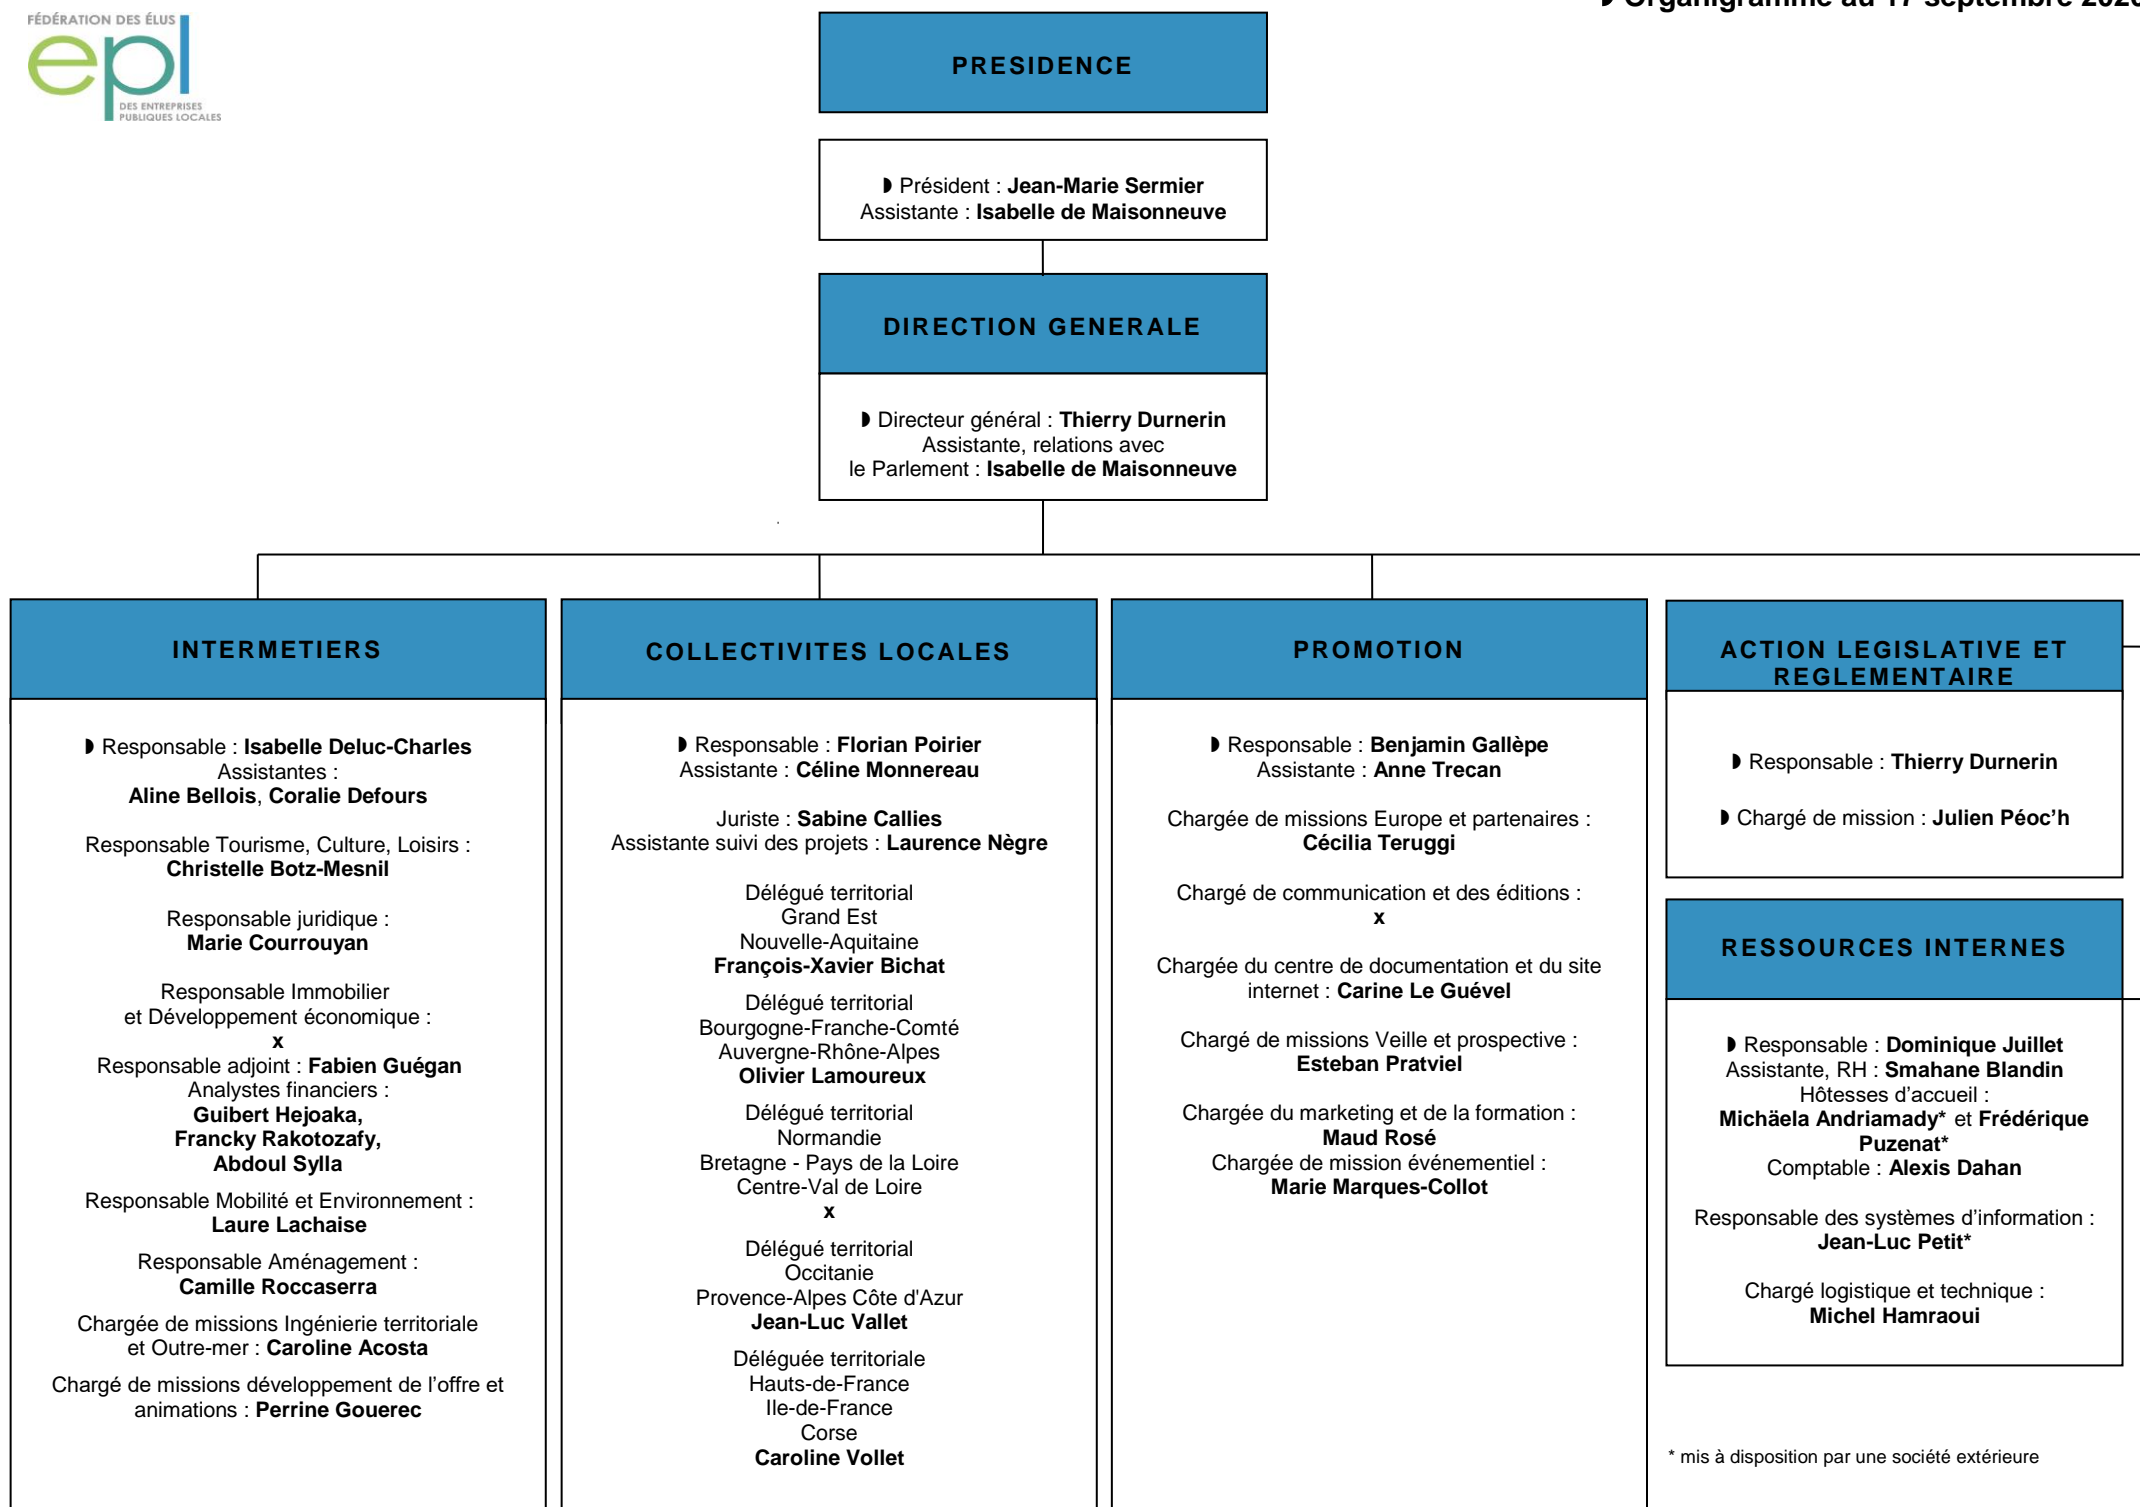 FÉDÉRATION DES ÉLUS
epl
DES ENTREPRISES
PUBLIQUES LOCALES
◗ Organigramme au 17 septembre
PRESIDENCE
◗ Président : Jean-Marie Sermier
Assistante : Isabelle de Maisonneuve
DIRECTION GENERALE
◗ Directeur général : Thierry Durnerin
Assistante, relations avec
le Parlement : Isabelle de Maisonneuve
INTERMETIERS
◗ Responsable : Isabelle Deluc-Charles
Assistantes :
Aline Bellois, Coralie Defours
Responsable Tourisme, Culture, Loisirs :
Christelle Botz-Mesnil
Responsable juridique :
Marie Courrouyan
Responsable Immobilier
et Développement économique :
x
Responsable adjoint : Fabien Guégan
Analystes financiers :
Guibert Hejoaka,
Francky Rakotozafy,
Abdoul Sylla
Responsable Mobilité et Environnement :
Laure Lachaise
Responsable Aménagement :
Camille Roccaserra
Chargée de missions Ingénierie territoriale
et Outre-mer : Caroline Acosta
Chargé de missions développement de l’offre et
animations : Perrine Gouerec
COLLECTIVITES LOCALES
◗ Responsable : Florian Poirier
Assistante : Céline Monnereau
Juriste : Sabine Callies
Assistante suivi des projets : Laurence Nègre
Délégué territorial
Grand Est
Nouvelle-Aquitaine
François-Xavier Bichat
Délégué territorial
Bourgogne-Franche-Comté
Auvergne-Rhône-Alpes
Olivier Lamoureux
Délégué territorial
Normandie
Bretagne - Pays de la Loire
Centre-Val de Loire
x
Délégué territorial
Occitanie
Provence-Alpes Côte d'Azur
Jean-Luc Vallet
Déléguée territoriale
Hauts-de-France
Ile-de-France
Corse
Caroline Vollet
PROMOTION
◗ Responsable : Benjamin Gallèpe
Assistante : Anne Trecan
Chargée de missions Europe et partenaires :
Cécilia Teruggi
Chargé de communication et des éditions :
x
Chargée du centre de documentation et du site
internet : Carine Le Guével
Chargé de missions Veille et prospective :
Esteban Pratviel
Chargée du marketing et de la formation :
Maud Rosé
Chargée de mission événementiel :
Marie Marques-Collot
ACTION LEGISLATIVE ET
REGLEMENTAIRE
◗ Responsable : Thierry Durnerin
◗ Chargé de mission : Julien Péoc’h
RESSOURCES INTERNES
◗ Responsable : Dominique Juillet
Assistante, RH : Smahane Blandin
Hôtesses d’accueil :
Michäela Andriamady* et Frédérique
Puzenat*
Comptable : Alexis Dahan
Responsable des systèmes d’information :
Jean-Luc Petit*
Chargé logistique et technique :
Michel Hamraoui
* mis à disposition par une société extérieure